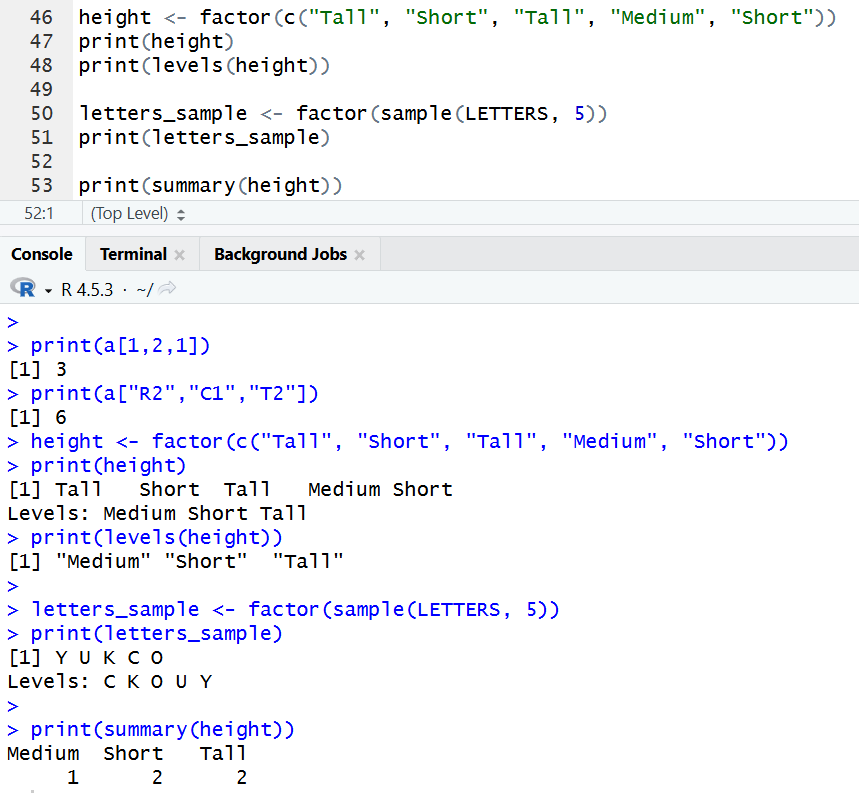 46 height <- factor(c("Tall", "Short", "Tall", "Medium", "Short"))
47 print(height)
48 print(levels(height))
49
50 letters_sample <- factor(sample(LETTERS, 5))
51 print(letters_sample)
52
53 print(summary(height))
52:1 (Top Level)
Console Terminal Background Jobs
R R 4.5.3 · ~/
>
> print(a[1,2,1])
[1] 3
> print(a["R2","C1","T2"])
[1] 6
> height <- factor(c("Tall", "Short", "Tall", "Medium", "Short"))
> print(height)
[1] Tall   Short  Tall   Medium Short
Levels: Medium Short Tall
> print(levels(height))
[1] "Medium" "Short"  "Tall"
>
> letters_sample <- factor(sample(LETTERS, 5))
> print(letters_sample)
[1] Y U K C O
Levels: C K O U Y
>
> print(summary(height))
Medium  Short   Tall
     1      2      2